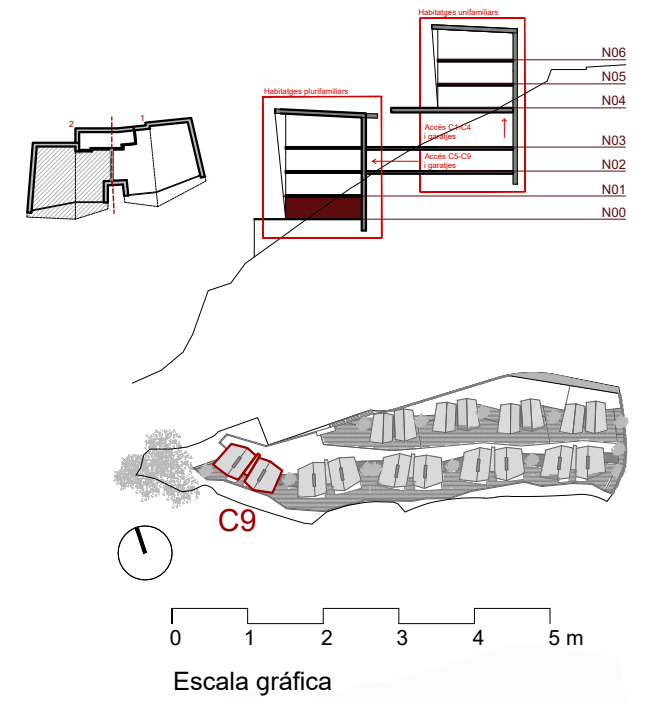 Habitatges unifamiliars
N06
N05
Habitatges plurifamiliars
N04
2
1
Accés C1-C4
i garatjes
N03
Accés C5-C9
i garatjes
N02
N01
N00
C9
0 1 2 3 4 5 m
Escala gráfica